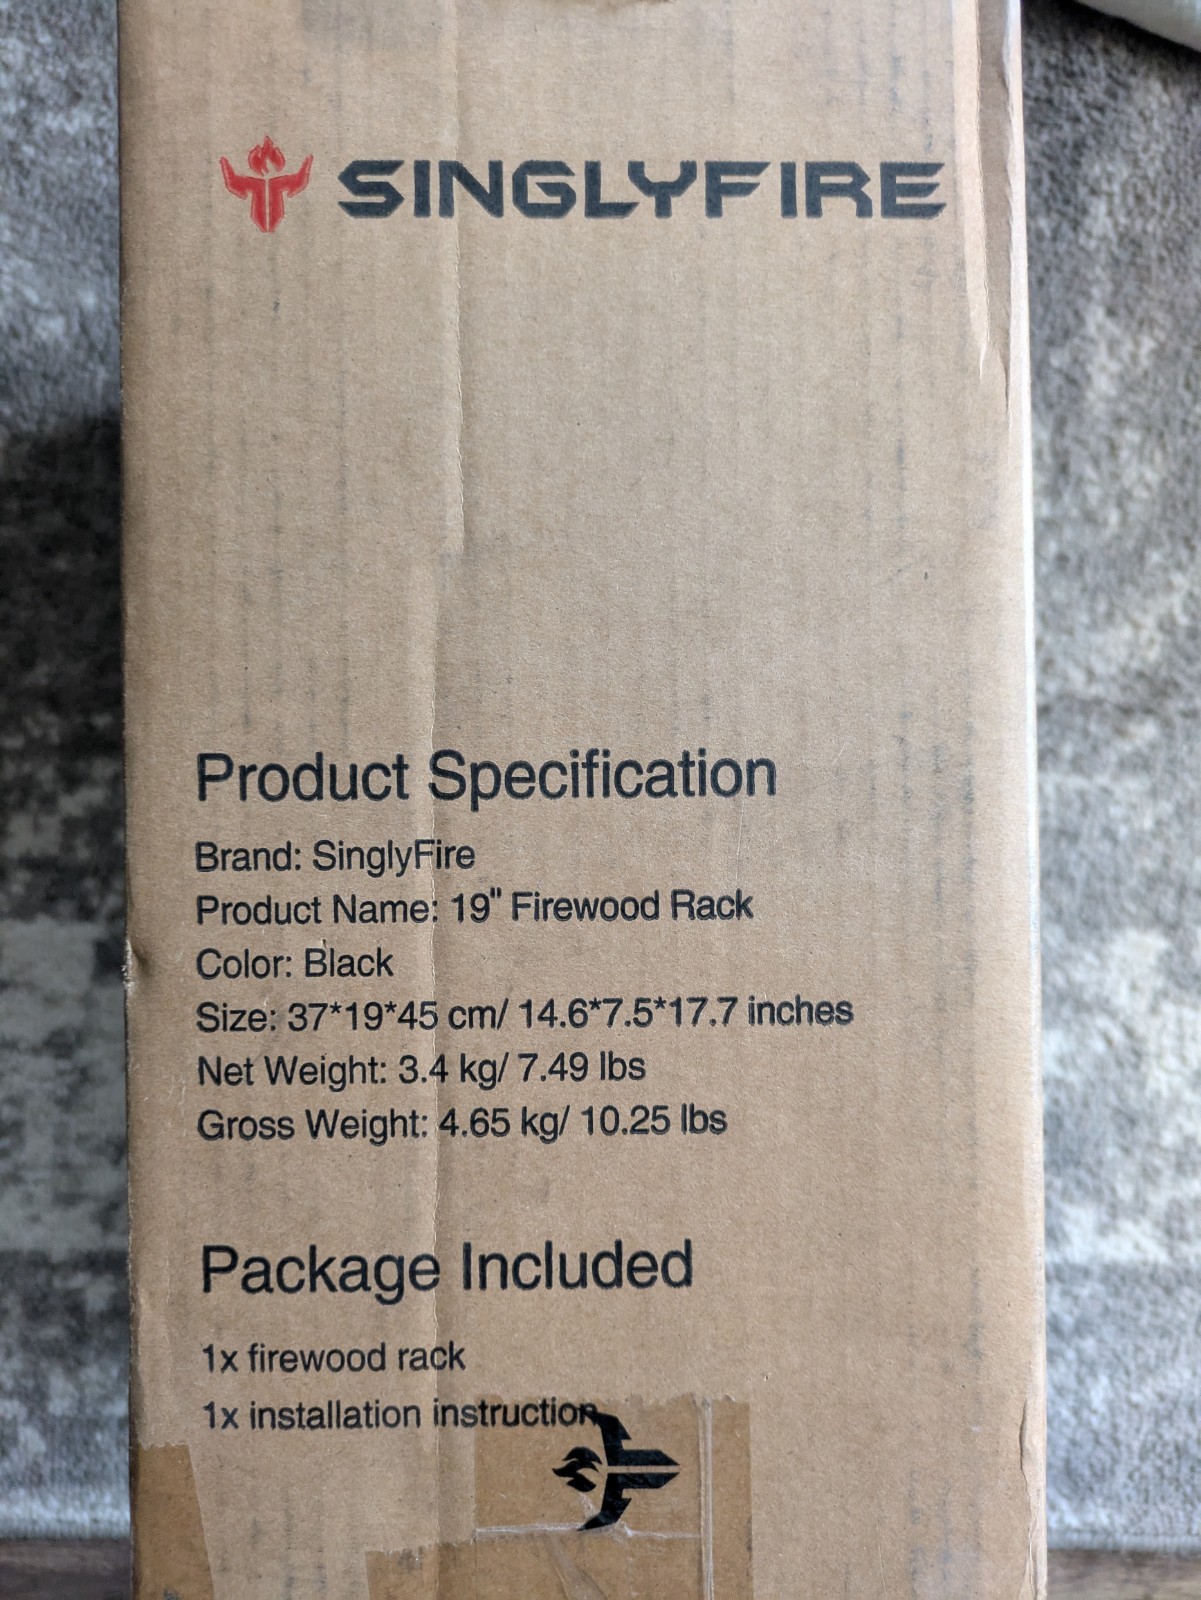 SINGLYFIRE
Product Specification
Brand: SinglyFire
Product Name: 19" Firewood Rack
Color: Black
Size: 37*19*45 cm/ 14.6*7.5*17.7 inches
Net Weight: 3.4 kg/ 7.49 lbs
Gross Weight: 4.65 kg/ 10.25 lbs
Package Included
1x firewood rack
1x installation instruction